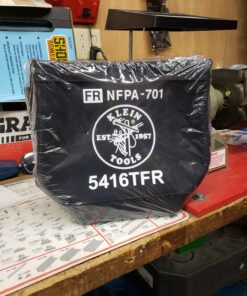 FR NFPA-701
KLEIN
EST. 1857
TOOLS
5416TFR